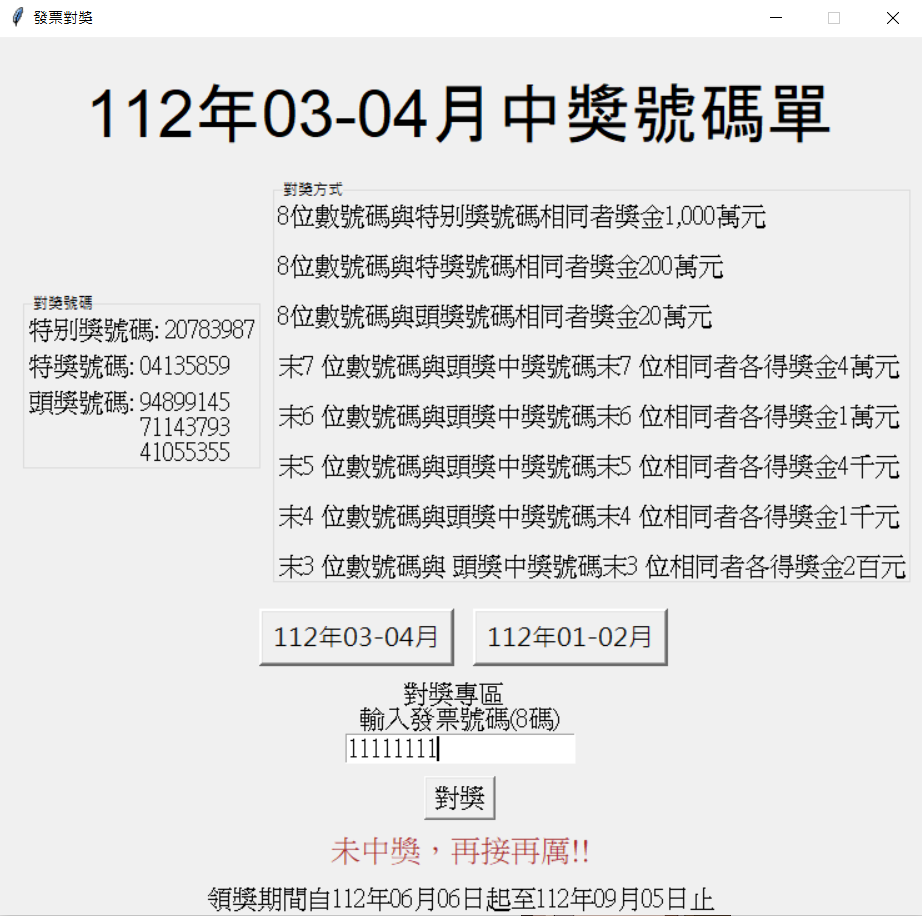 發票對獎
112年03-04月中獎號碼單
對獎方式
8位數號碼與特別獎號碼相同者獎金1,000萬元
8位數號碼與特獎號碼相同者獎金200萬元
8位數號碼與頭獎號碼相同者獎金20萬元
末7 位數號碼與頭獎中獎號碼末7 位相同者各得獎金4萬元
末6 位數號碼與頭獎中獎號碼末6 位相同者各得獎金1萬元
末5 位數號碼與頭獎中獎號碼末5 位相同者各得獎金4千元
末4 位數號碼與頭獎中獎號碼末4 位相同者各得獎金1千元
末3 位數號碼與 頭獎中獎號碼末3 位相同者各得獎金2百元
對獎號碼
特別獎號碼: 20783987
特獎號碼: 04135859
頭獎號碼: 94899145
71143793
41055355
112年03-04月
112年01-02月
對獎專區
輸入發票號碼(8碼)
11111111
對獎
未中獎，再接再厲!!
領獎期間自112年06月06日起至112年09月05日止